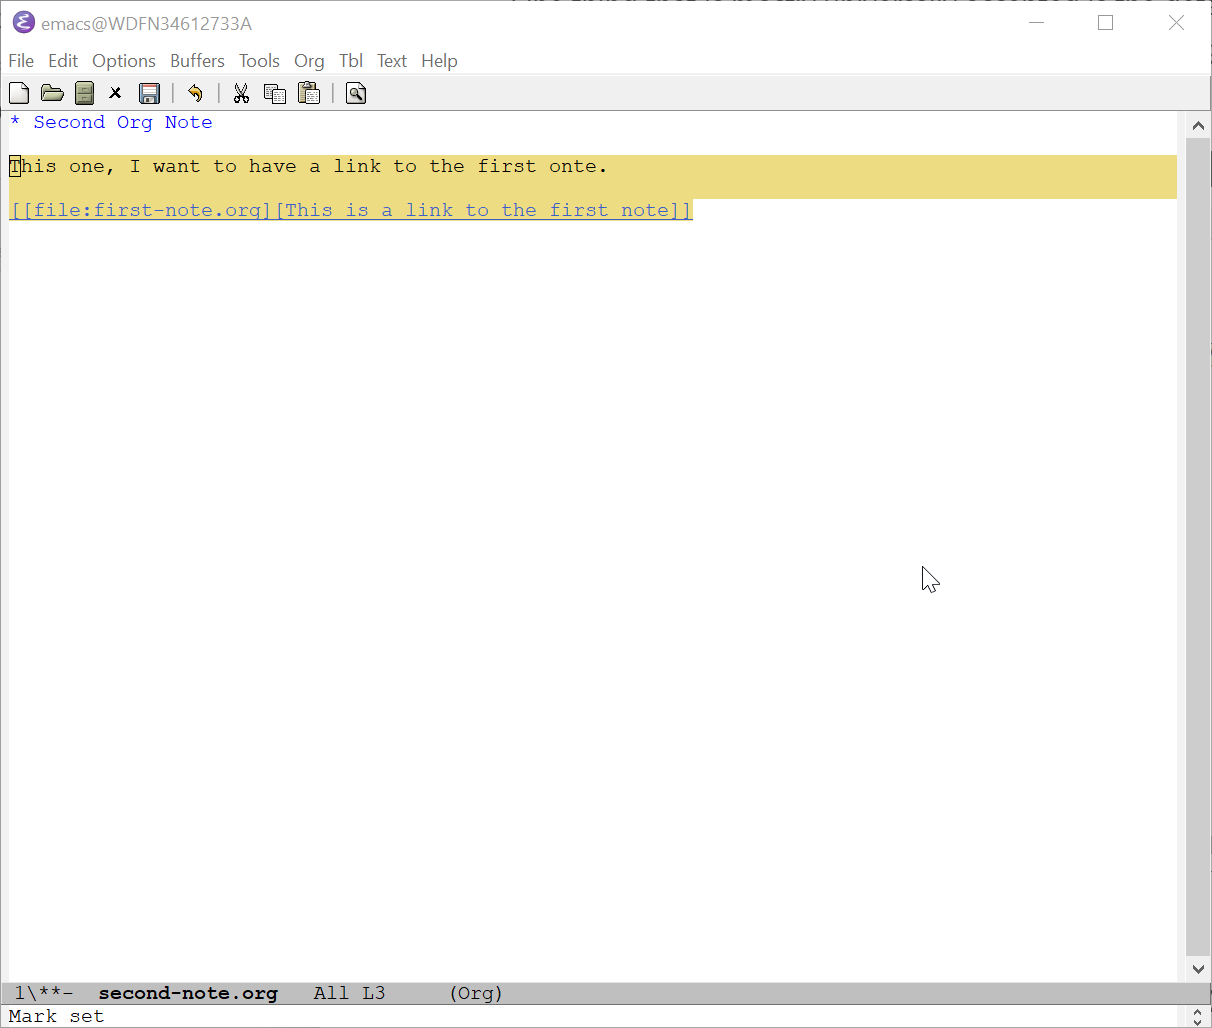 emacs@WDFN34612733A
File Edit Options Buffers Tools Org Tbl Text Help
* Second Org Note
This one, I want to have a link to the first onte.
[[file:first-note.org][This is a link to the first note]]
1\**- second-note.org All L3 (Org)
Mark set